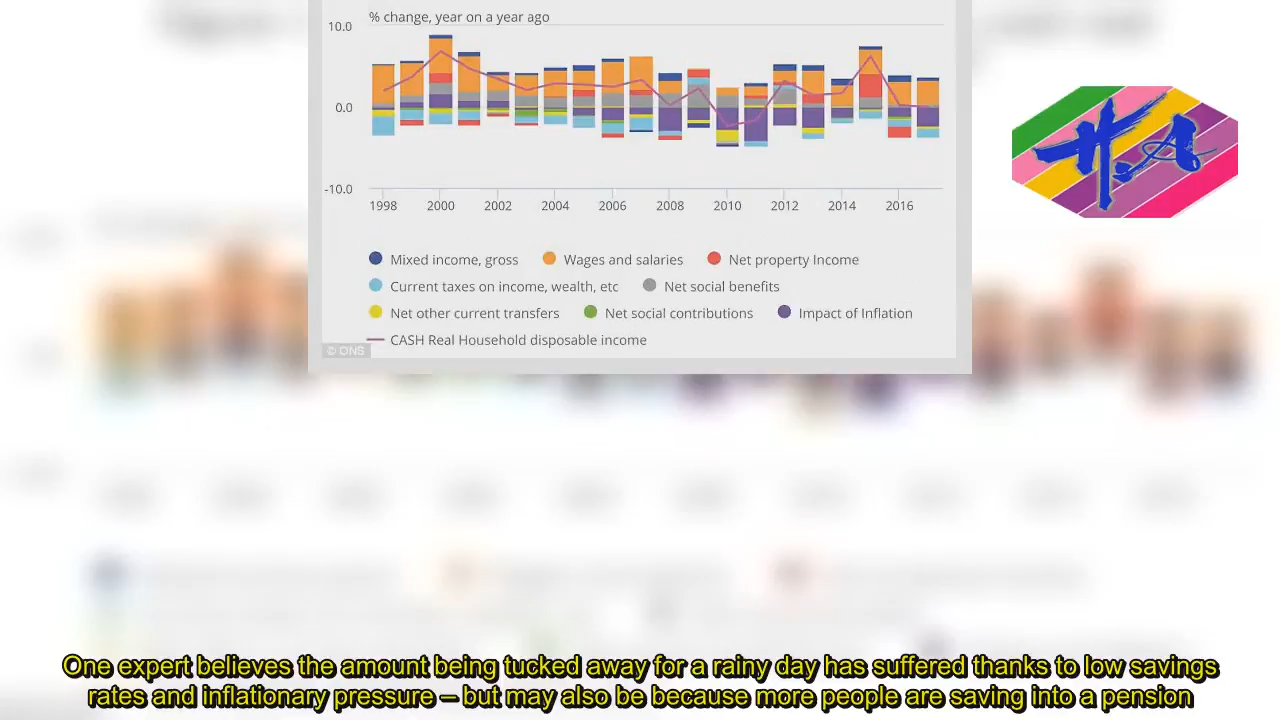 % change, year on a year ago
10.0
0.0
-10.0
1998 2000 2002 2004 2006 2008 2010 2012 2014 2016
Mixed income, gross Wages and salaries Net property Income
Current taxes on income, wealth, etc Net social benefits
Net other current transfers Net social contributions Impact of Inflation
CASH Real Household disposable income
© ONS
One expert believes the amount being tucked away for a rainy day has suffered thanks to low savings
rates and inflationary pressure – but may also be because more people are saving into a pension